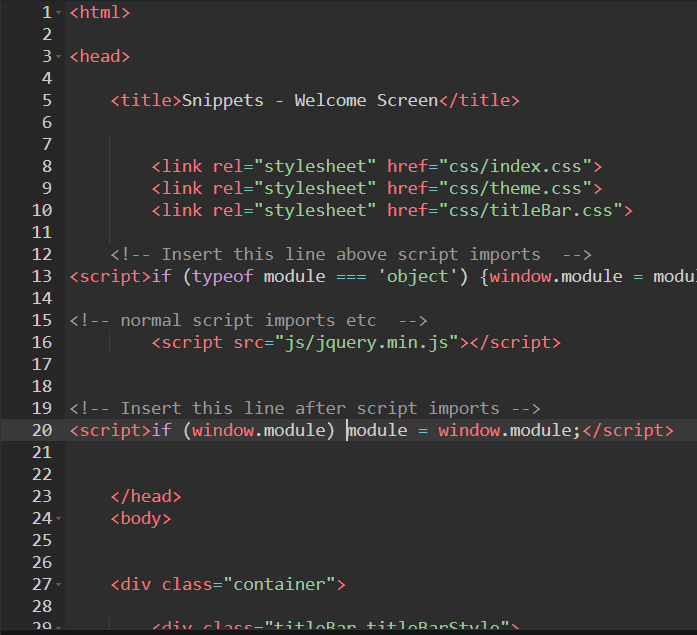 1 <html>
2
3 <head>
4
5 <title>Snippets - Welcome Screen</title>
6
7
8 <link rel="stylesheet" href="css/index.css">
9 <link rel="stylesheet" href="css/theme.css">
10 <link rel="stylesheet" href="css/titleBar.css">
11
12 <!-- Insert this line above script imports  -->
13 <script>if (typeof module === 'object') {window.module = modu
14
15 <!-- normal script imports etc  -->
16 <script src="js/jquery.min.js"></script>
17
18
19 <!-- Insert this line after script imports -->
20 <script>if (window.module) module = window.module;</script>
21
22
23 </head>
24 <body>
25
26
27 <div class="container">
28
29 <div class="titleBar titleBarStyle">